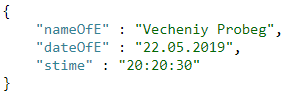 {
"nameOfE" : "Vecheniy Probeg",
"dateOfE" : "22.05.2019",
"stime" : "20:20:30"
}